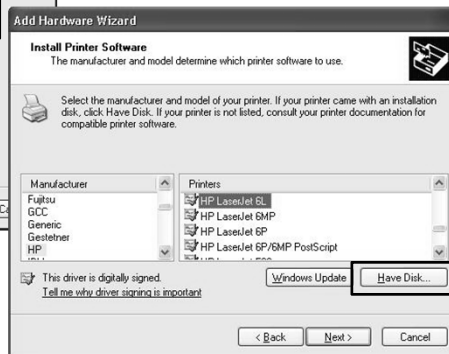 Add Hardware Wizard
Install Printer Software
The manufacturer and model determine which printer software to use.
Select the manufacturer and model of your printer. If your printer came with an installation
disk, click Have Disk. If your printer is not listed, consult your printer documentation for
compatible printer software.
Manufacturer
Fujitsu
GCC
Generic
Gestetner
HP
Printers
HP LaserJet 6L
HP LaserJet 6MP
HP LaserJet 6P
HP LaserJet 6P/6MP PostScript
This driver is digitally signed.
Tell me why driver signing is important
Windows Update
Have Disk...
< Back
Next >
Cancel